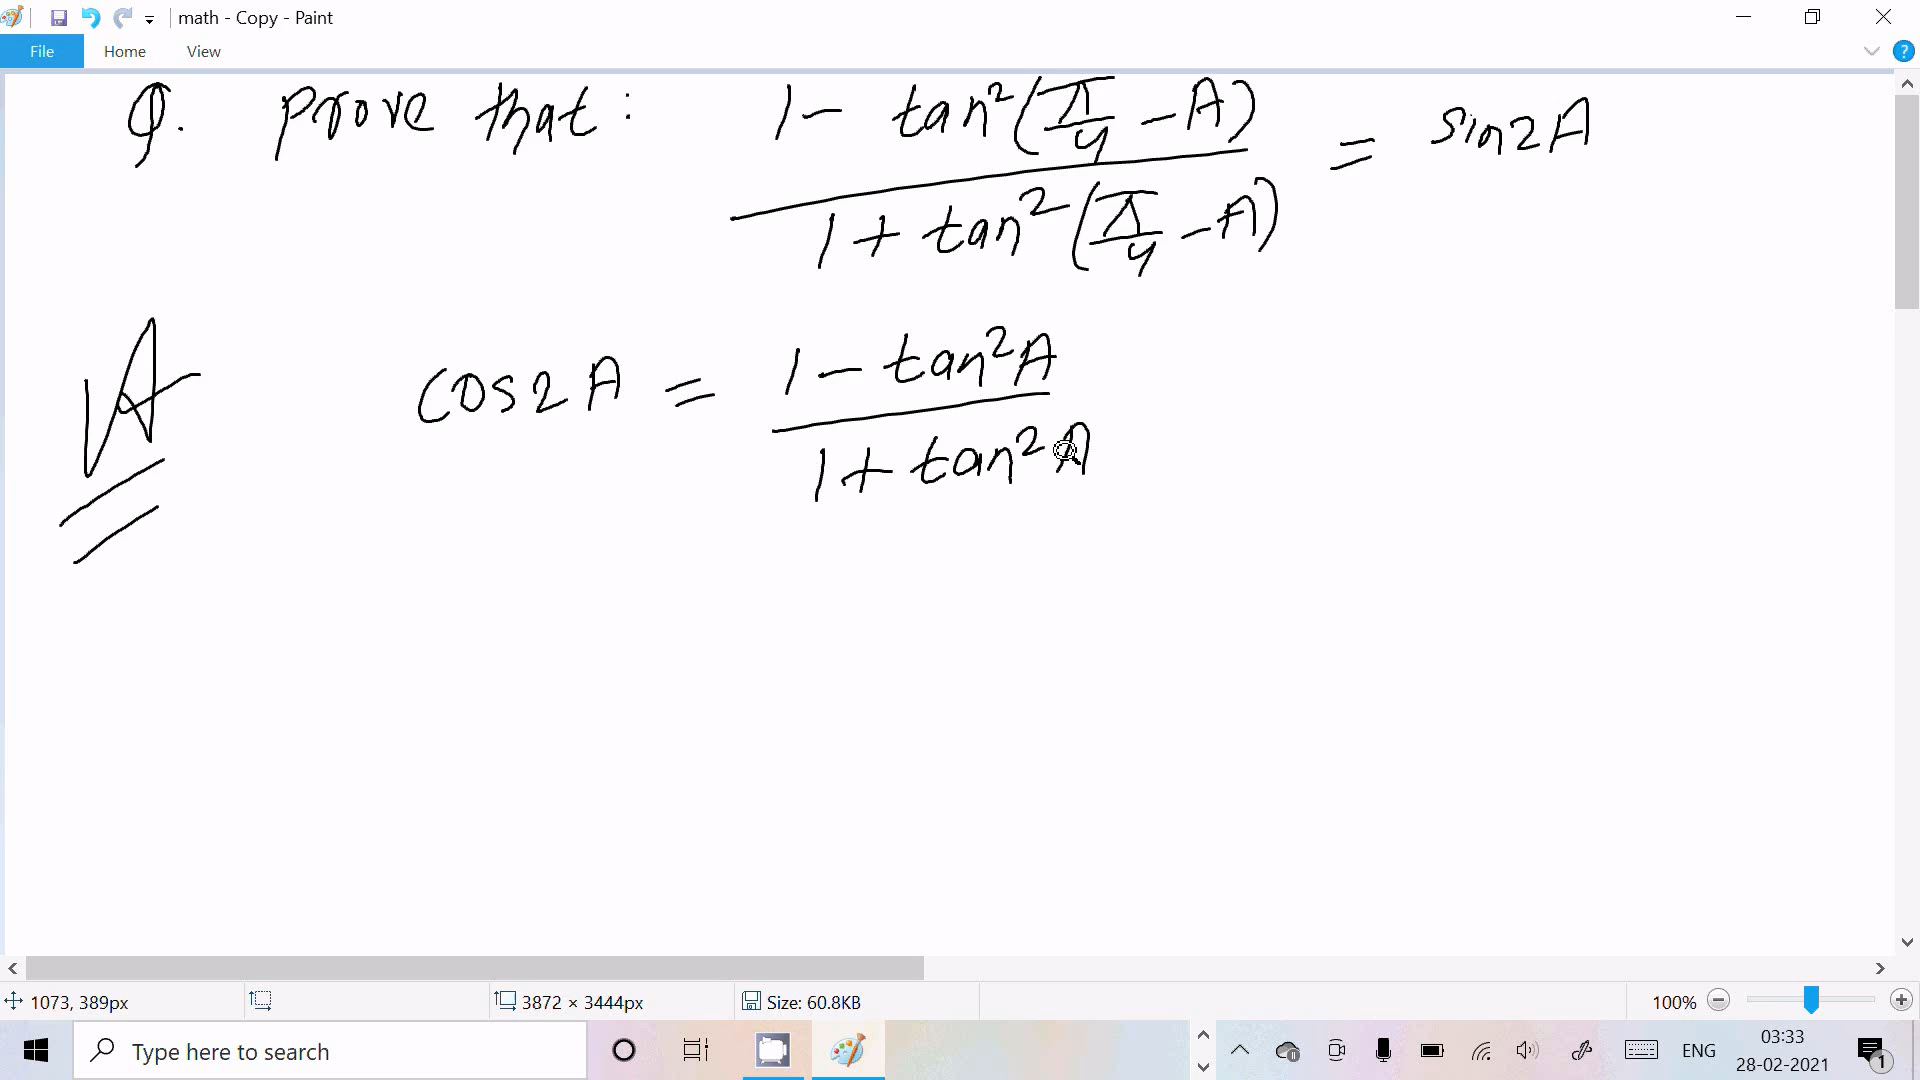 math - Copy - Paint
File Home View
Q. Prove that : 1 - tan²(π/4 - A) / 1 + tan²(π/4 - A) = sin2A
A cos2A = 1 - tan²A / 1 + tan²A
1073, 389px 3872 × 3444px Size: 60.8KB 100%
Type here to search ENG 03:33
28-02-2021 1